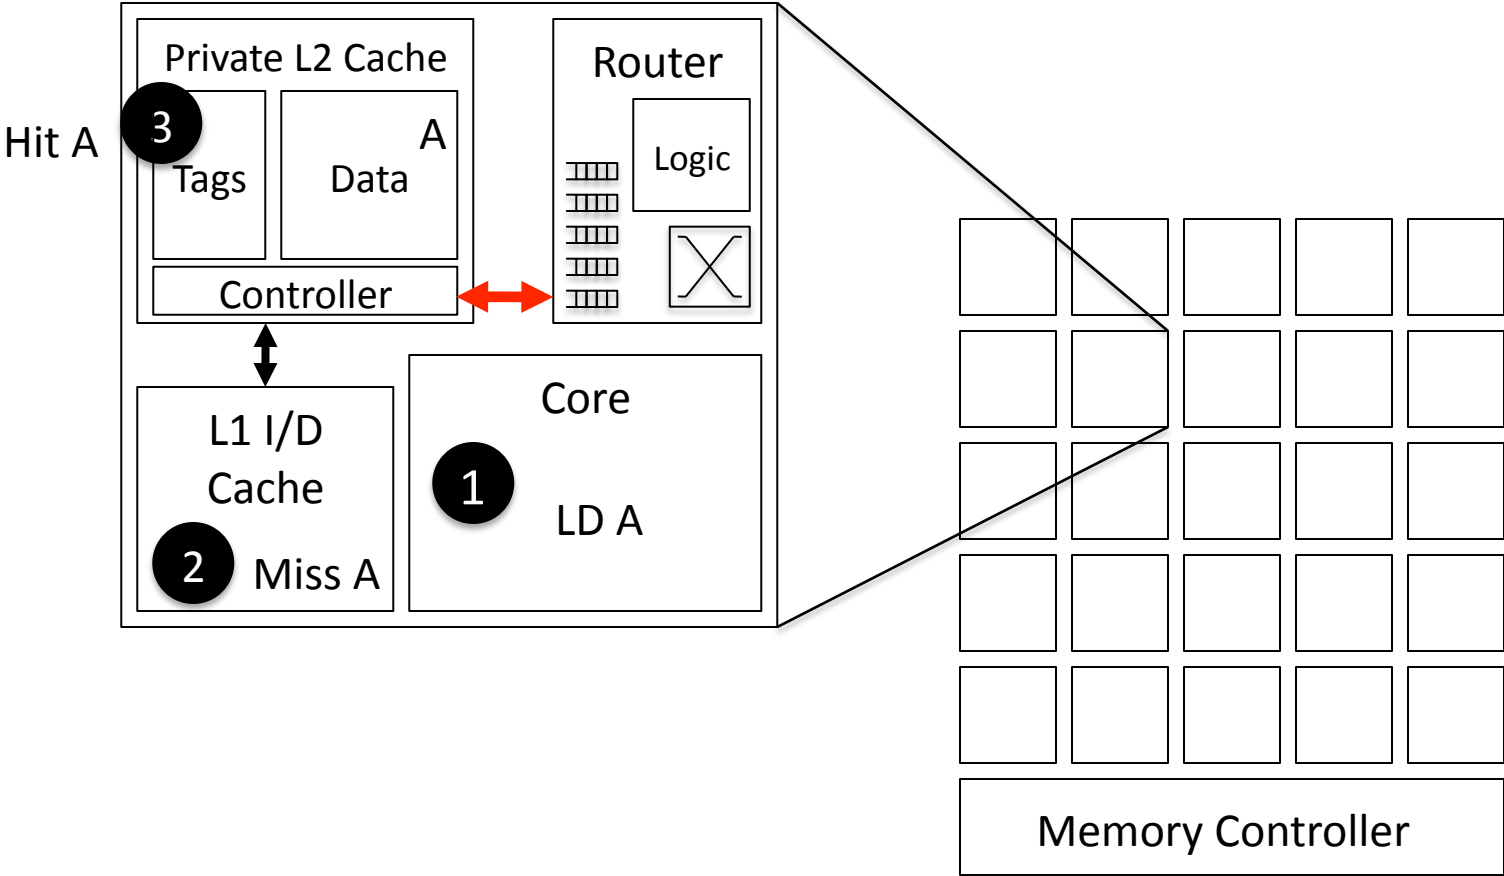 Private L2 Cache
Router
3
Hit A
A
Tags
Data
Logic
Controller
L1 I/D
Cache
Core
1
LD A
2
Miss A
Memory Controller